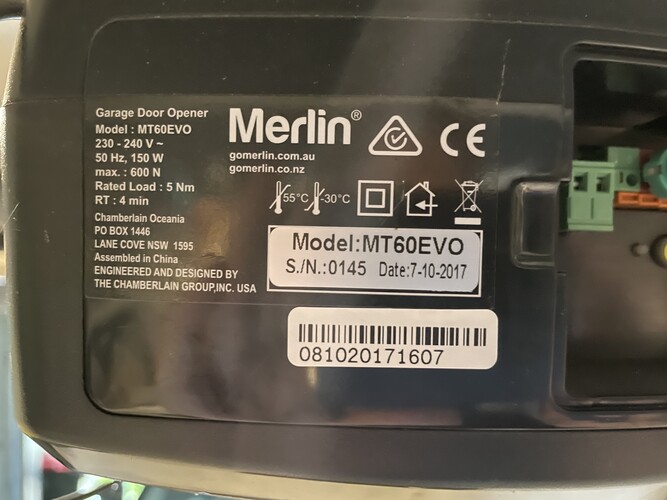 Garage Door Opener
Model : MT60EVO
230 - 240 V ~
50 Hz, 150 W
max. : 600 N
Rated Load : 5 Nm
RT : 4 min
Chamberlain Oceania
PO BOX 1446
LANE COVE NSW 1595
Assembled in China
ENGINEERED AND DESIGNED BY
THE CHAMBERLAIN GROUP,INC. USA
Merlin®
gomerlin.com.au
gomerlin.co.nz
CE
55°C -30°C
Model:MT60EVO
S./N.:0145 Date:7-10-2017
081020171607